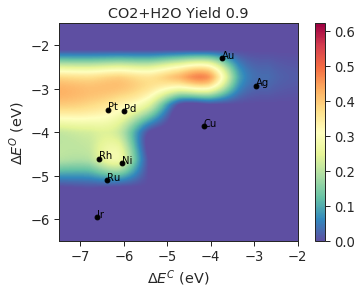 CO2+H2O Yield 0.9
ΔE^O (eV)
−2
−3
−4
−5
−6
Au
Ag
Pt
Pd
Cu
Rh
Ni
Ru
Ir
−7
−6
−5
−4
−3
−2
ΔE^C (eV)
0.6
0.5
0.4
0.3
0.2
0.1
0.0